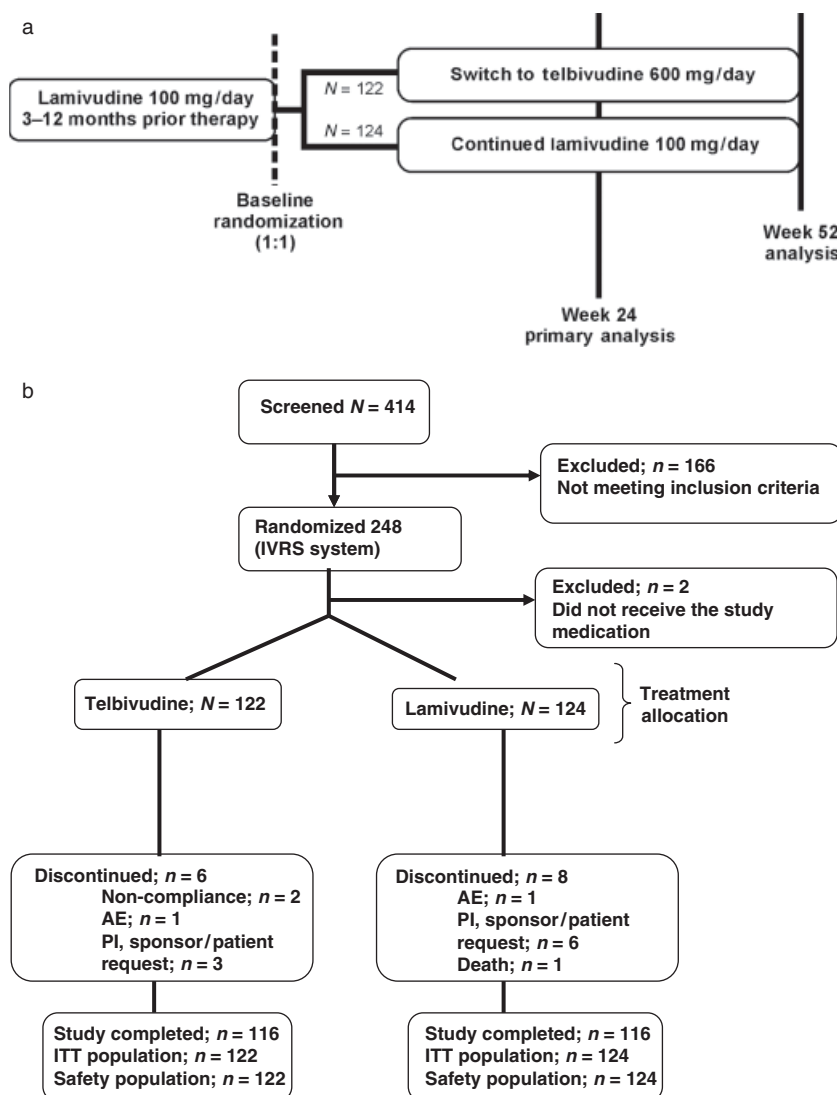 a
Lamivudine 100 mg/day
3–12 months prior therapy
N = 122
N = 124
Switch to telbivudine 600 mg/day
Continued lamivudine 100 mg/day
Baseline
randomization
(1:1)
Week 52
analysis
Week 24
primary analysis
b
Screened N = 414
Excluded; n = 166
Not meeting inclusion criteria
Randomized 248
(IVRS system)
Excluded; n = 2
Did not receive the study
medication
Telbivudine; N = 122
Lamivudine; N = 124
Treatment
allocation
Discontinued; n = 6
Non-compliance; n = 2
AE; n = 1
PI, sponsor/patient
request; n = 3
Discontinued; n = 8
AE; n = 1
PI, sponsor/patient
request; n = 6
Death; n = 1
Study completed; n = 116
ITT population; n = 122
Safety population; n = 122
Study completed; n = 116
ITT population; n = 124
Safety population; n = 124